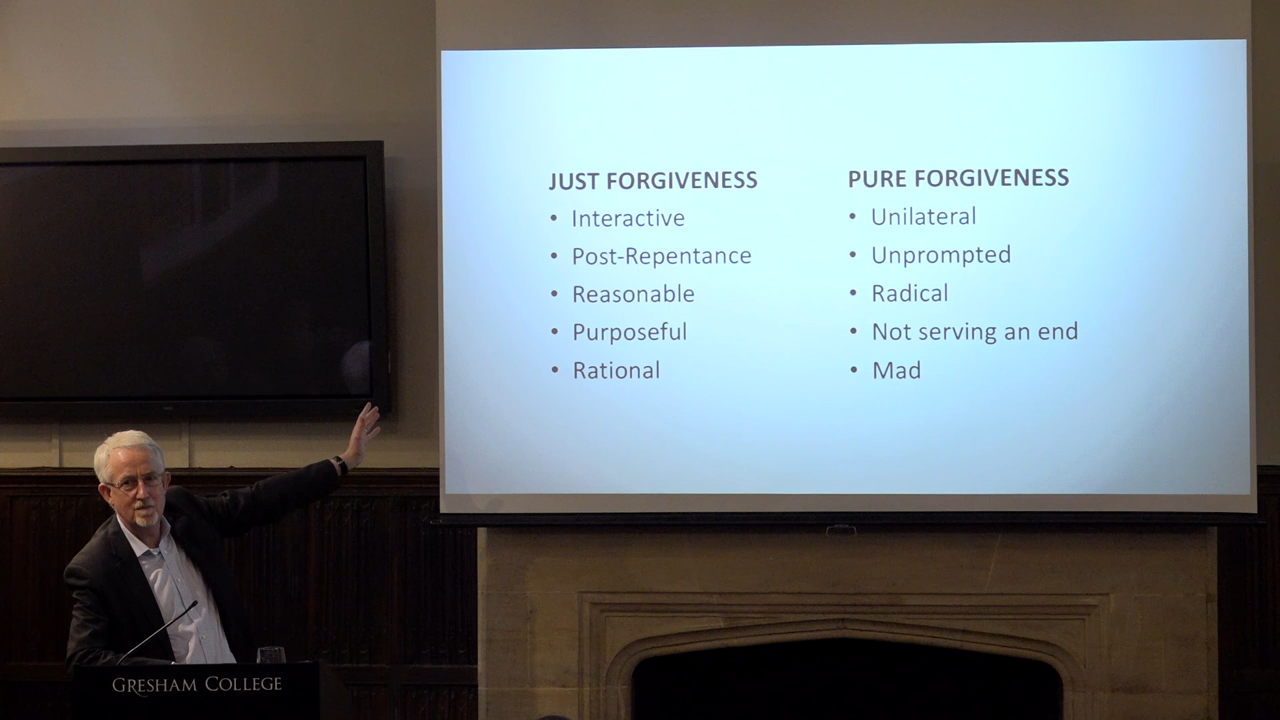 JUST FORGIVENESS
• Interactive
• Post-Repentance
• Reasonable
• Purposeful
• Rational
PURE FORGIVENESS
• Unilateral
• Unprompted
• Radical
• Not serving an end
• Mad
GRESHAM COLLEGE